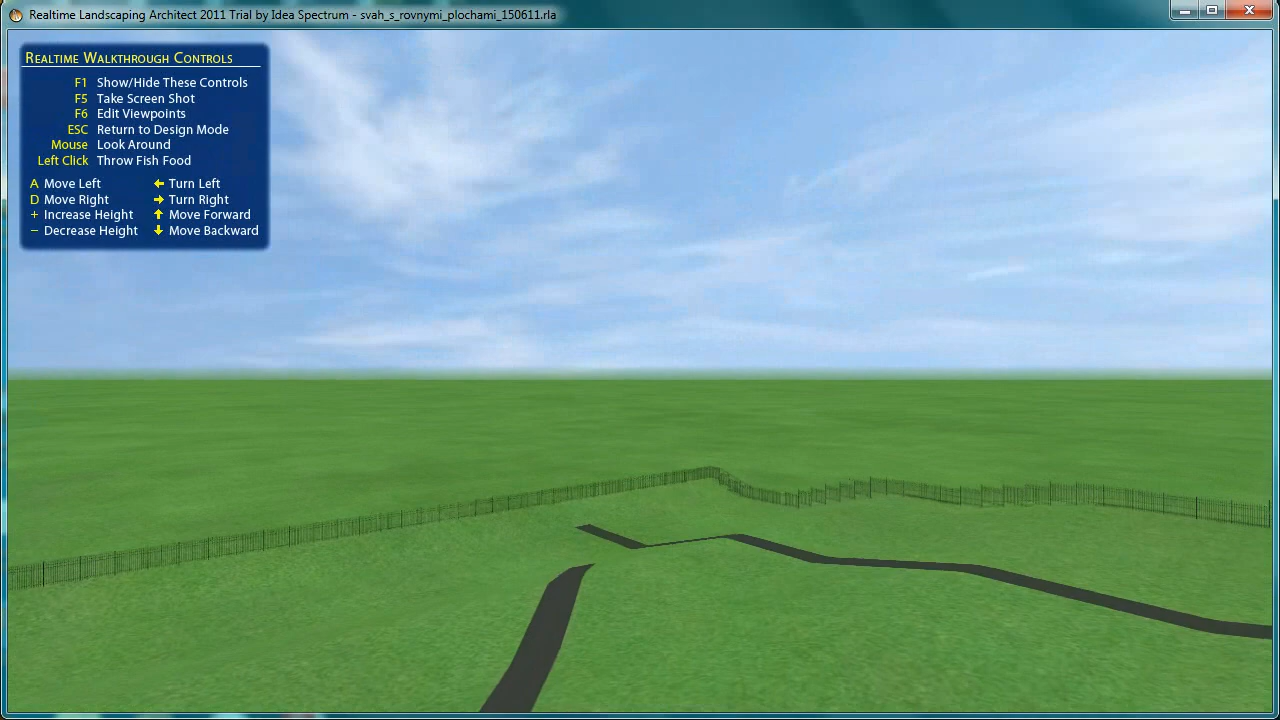 Realtime Landscaping Architect 2011 Trial by Idea Spectrum - svah_s_rovnymi_plochami_150611.rla
Realtime Walkthrough Controls
F1 Show/Hide These Controls
F5 Take Screen Shot
F6 Edit Viewpoints
ESC Return to Design Mode
Mouse Look Around
Left Click Throw Fish Food
A Move Left ← Turn Left
D Move Right → Turn Right
+ Increase Height ↑ Move Forward
− Decrease Height ↓ Move Backward